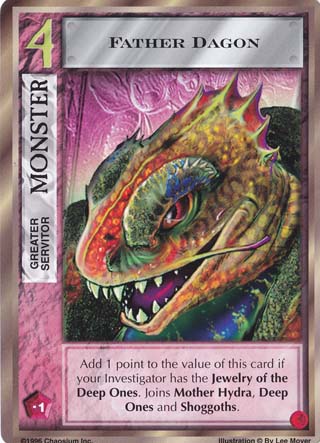 4
FATHER DAGON
MONSTER
GREATER
SERVITOR
Add 1 point to the value of this card if
your Investigator has the Jewelry of the
Deep Ones. Joins Mother Hydra, Deep
Ones and Shoggoths.
-1
©1996 Chaosium Inc.
Illustration © By Lee Moyer